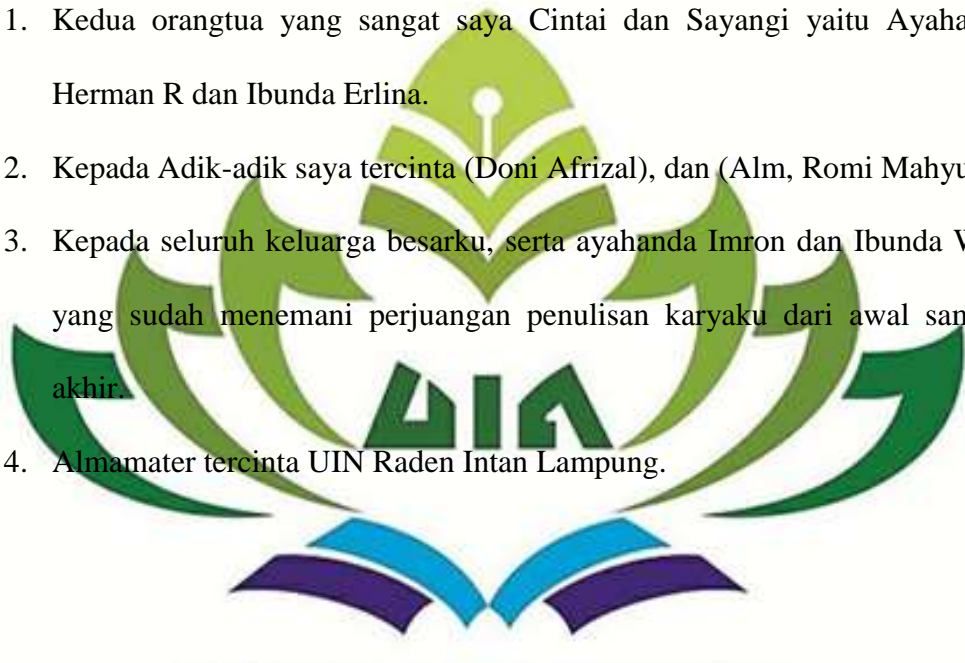 1. Kedua orangtua yang sangat saya Cintai dan Sayangi yaitu
Herman R dan Ibunda Erlina.
2. Kepada Adik-adik saya tercinta (Doni Afrizal), dan (Alm, Romi
3. Kepada seluruh keluarga besarku, serta ayahanda Imron dan Ibunda
yang sudah menemani perjuangan penulisan karyaku dari awal
akhir.
UIN
4. Almamater tercinta UIN Raden Intan Lampung.